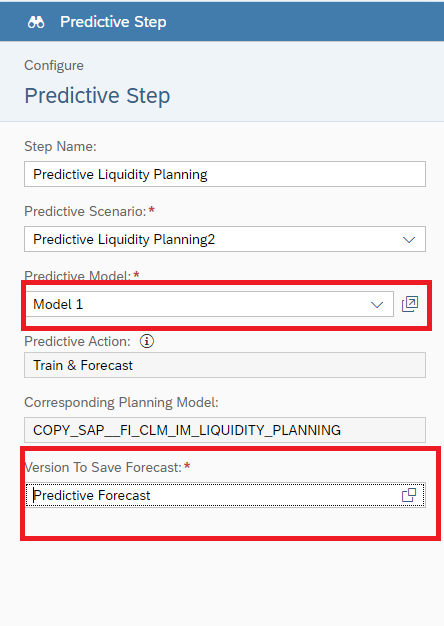 Predictive Step
Configure
Predictive Step
Step Name:
Predictive Liquidity Planning
Predictive Scenario:*
Predictive Liquidity Planning2
Predictive Model:*
Model 1
Predictive Action:
Train & Forecast
Corresponding Planning Model:
COPY_SAP__FI_CLM_IM_LIQUIDITY_PLANNING
Version To Save Forecast:*
Predictive Forecast